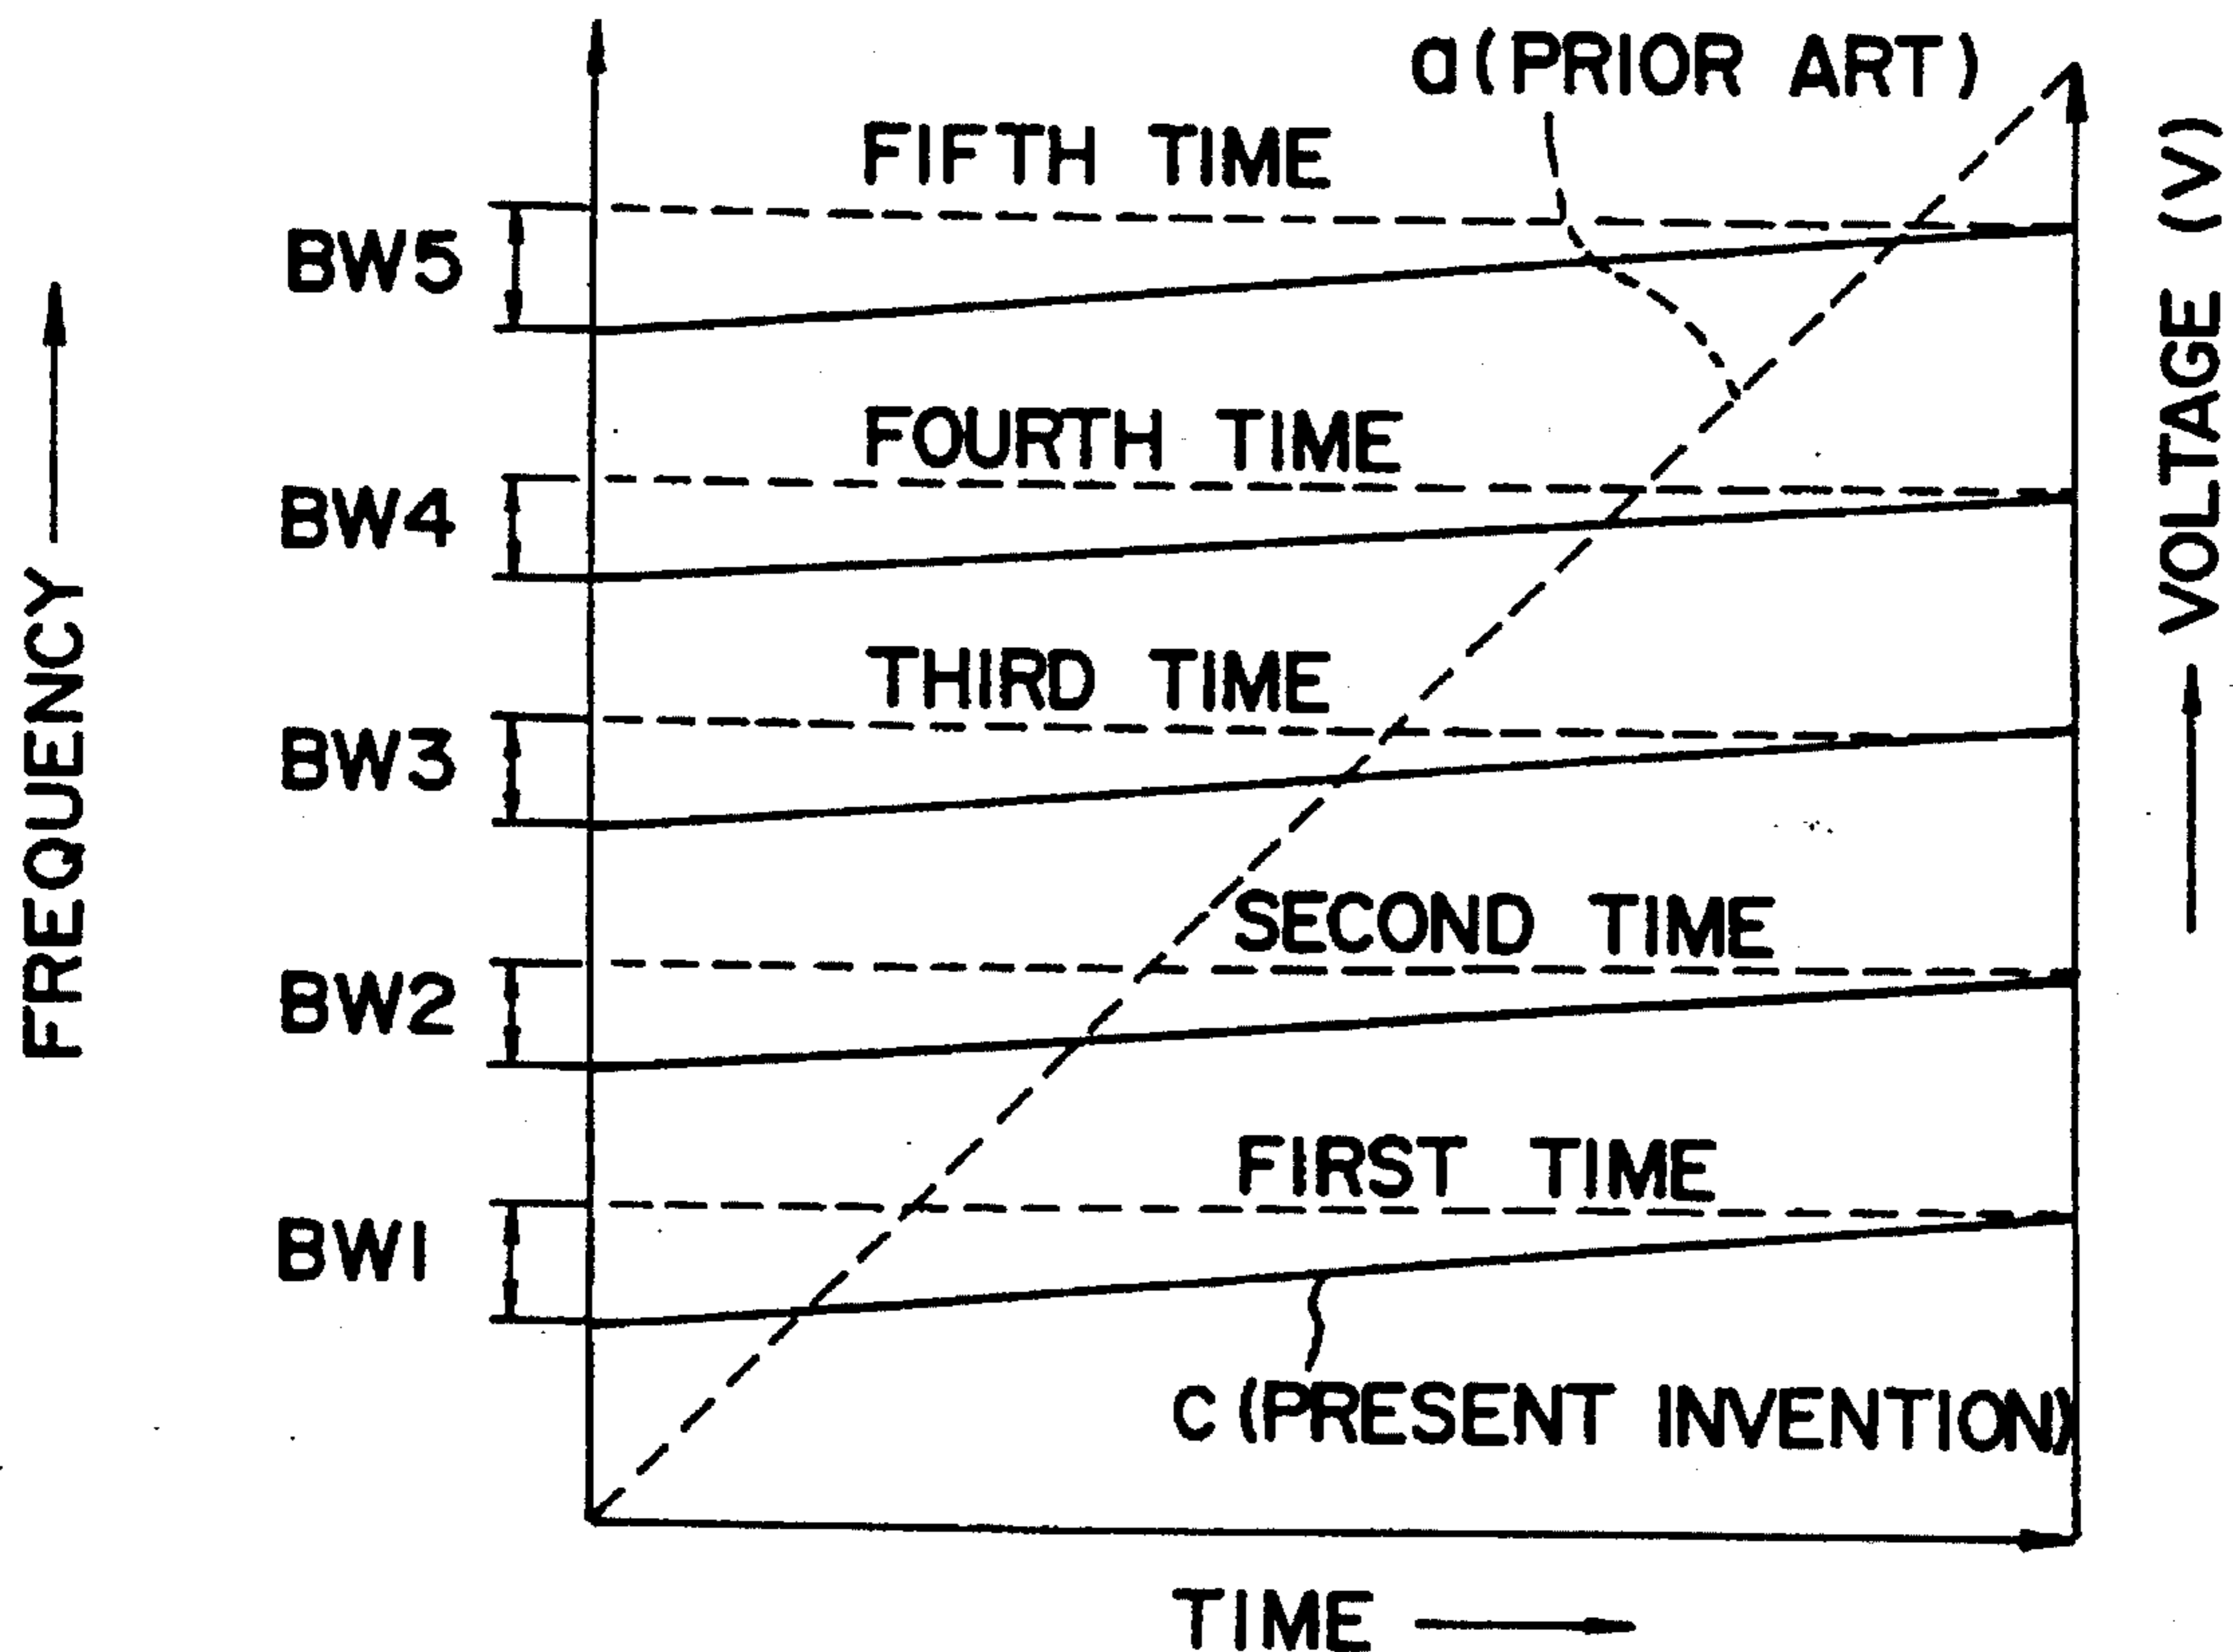 a (PRIOR ART)
FIFTH TIME
BW5
FOURTH TIME
BW4
THIRD TIME
BW3
SECOND TIME
BW2
FIRST TIME
BW1
c (PRESENT INVENTION)
FREQUENCY
VOLTAGE (V)
TIME